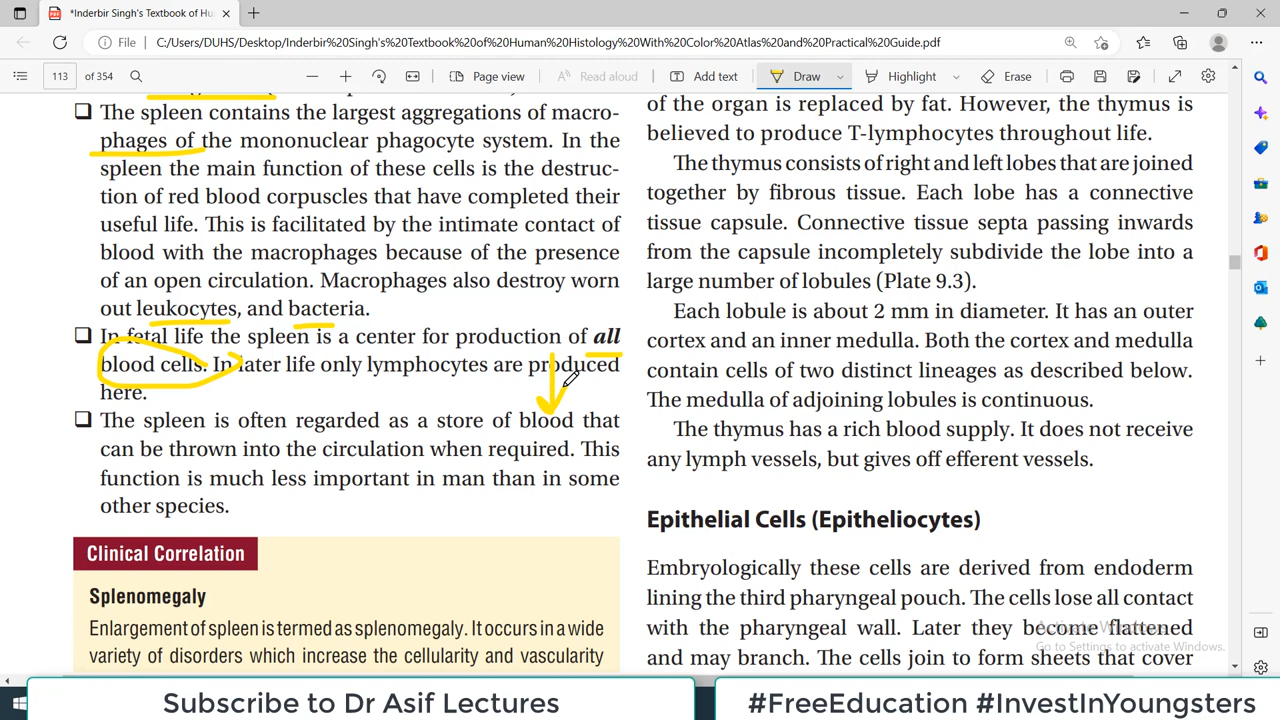 *Inderbir Singh's Textbook of Hu
File
C:/Users/DUHS/Desktop/Inderbir%20Singh's%20Textbook%20of%20Human%20Histology%20With%20Color%20Atlas%20and%20Practical%20Guide.pdf
113 of 354
Page view
Read aloud
Add text
Draw
Highlight
Erase
❑ The spleen contains the largest aggregations of macro-
phages of the mononuclear phagocyte system. In the
spleen the main function of these cells is the destruc-
tion of red blood corpuscles that have completed their
useful life. This is facilitated by the intimate contact of
blood with the macrophages because of the presence
of an open circulation. Macrophages also destroy worn
out leukocytes, and bacteria.
❑ In fetal life the spleen is a center for production of all
blood cells. In later life only lymphocytes are produced
here.
❑ The spleen is often regarded as a store of blood that
can be thrown into the circulation when required. This
function is much less important in man than in some
other species.
Clinical Correlation
Splenomegaly
Enlargement of spleen is termed as splenomegaly. It occurs in a wide
variety of disorders which increase the cellularity and vascularity
of the organ is replaced by fat. However, the thymus is
believed to produce T-lymphocytes throughout life.
The thymus consists of right and left lobes that are joined
together by fibrous tissue. Each lobe has a connective
tissue capsule. Connective tissue septa passing inwards
from the capsule incompletely subdivide the lobe into a
large number of lobules (Plate 9.3).
Each lobule is about 2 mm in diameter. It has an outer
cortex and an inner medulla. Both the cortex and medulla
contain cells of two distinct lineages as described below.
The medulla of adjoining lobules is continuous.
The thymus has a rich blood supply. It does not receive
any lymph vessels, but gives off efferent vessels.
Epithelial Cells (Epitheliocytes)
Embryologically these cells are derived from endoderm
lining the third pharyngeal pouch. The cells lose all contact
with the pharyngeal wall. Later they become flattened
and may branch. The cells join to form sheets that cover
Activate Windows
Go to Settings to activate Windows.
Subscribe to Dr Asif Lectures
#FreeEducation #InvestInYoungsters